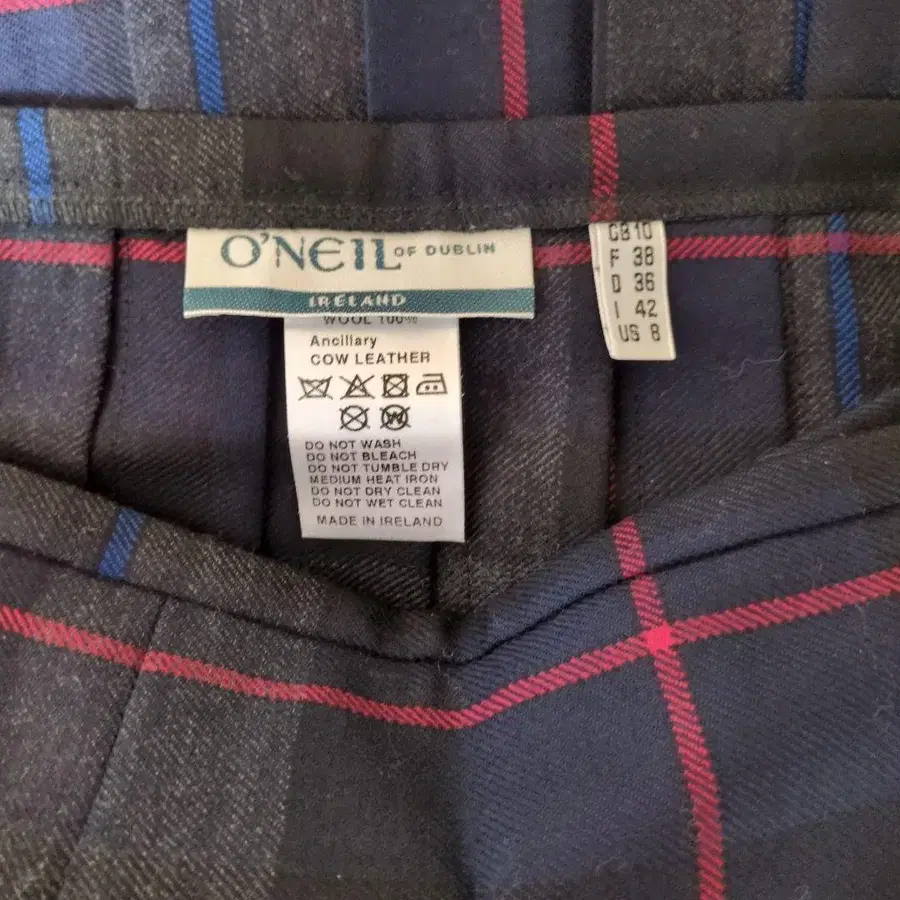 O'NEIL OF DUBLIN
IRELAND
WOOL 100%
Ancillary
COW LEATHER
DO NOT WASH
DO NOT BLEACH
DO NOT TUMBLE DRY
MEDIUM HEAT IRON
DO NOT DRY CLEAN
DO NOT WET CLEAN
MADE IN IRELAND
GB 10
F 38
D 36
I 42
US 8